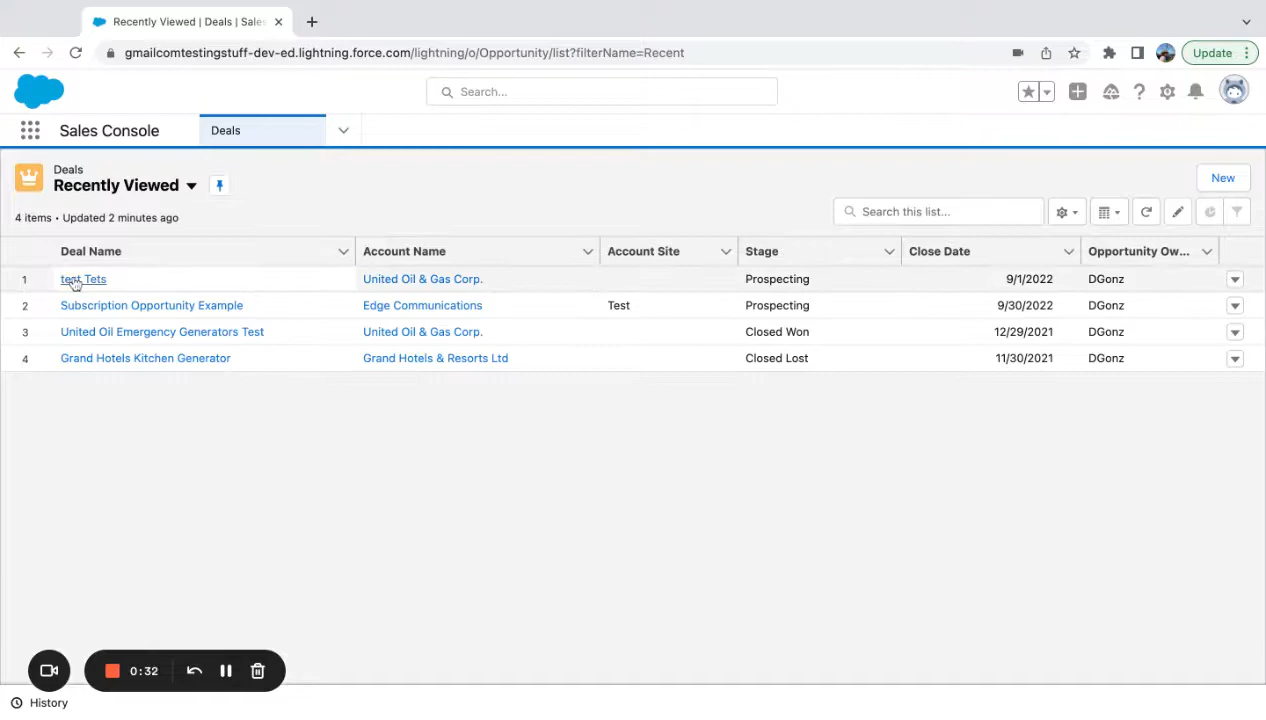 Recently Viewed | Deals | Sales
gmailcomtestingstuff-dev-ed.lightning.force.com/lightning/o/Opportunity/list?filterName=Recent
Update
Search...
Sales Console
Deals
Deals
Recently Viewed
New
4 items • Updated 2 minutes ago
Search this list...
Deal Name Account Name Account Site Stage Close Date Opportunity Ow...
1 test Tets United Oil & Gas Corp. Prospecting 9/1/2022 DGonz
2 Subscription Opportunity Example Edge Communications Test Prospecting 9/30/2022 DGonz
3 United Oil Emergency Generators Test United Oil & Gas Corp. Closed Won 12/29/2021 DGonz
4 Grand Hotels Kitchen Generator Grand Hotels & Resorts Ltd Closed Lost 11/30/2021 DGonz
0:32
History